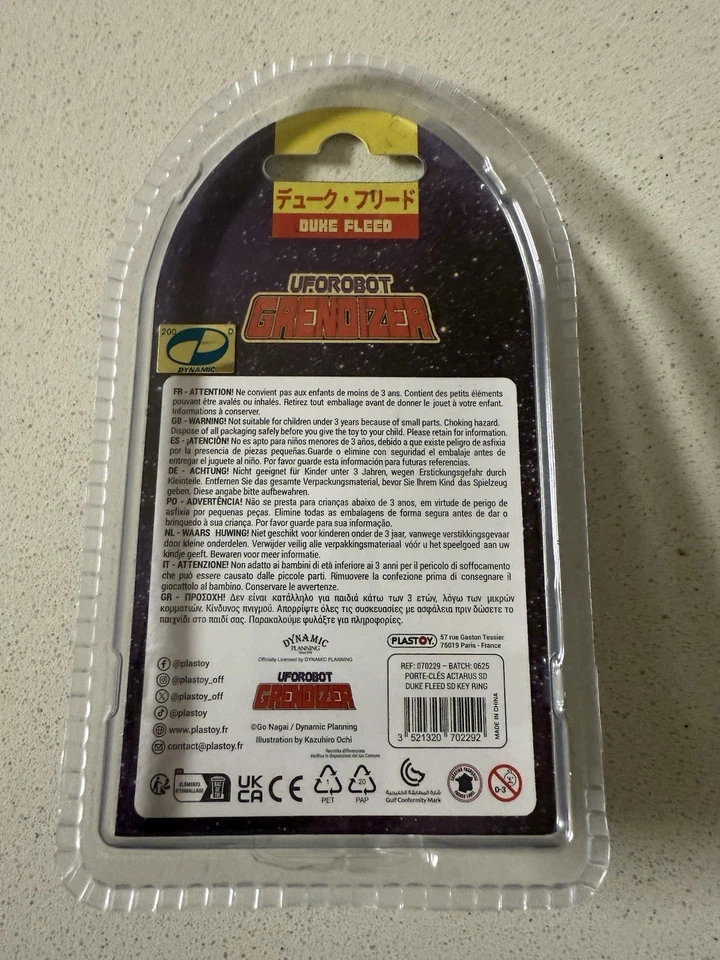 デューク・フリード
DUKE FLEED
UFOROBOT
GRENDIZER
200 D
DYNAMIC
FR - ATTENTION! Ne convient pas aux enfants de moins de 3 ans. Contient des petits éléments
pouvant être avalés ou inhalés. Retirez tout emballage avant de donner le jouet à votre enfant.
Informations à conserver.
GB - WARNING! Not suitable for children under 3 years because of small parts. Choking hazard.
Dispose of all packaging safely before you give the toy to your child. Please retain for information.
ES - ¡ATENCIÓN! No es apto para niños menores de 3 años, debido a que existe peligro de asfixia
por la presencia de piezas pequeñas.Guarde o elimine con seguridad el embalaje antes de
entregar el juguete al niño. Por favor guarde esta información para futuras referencias.
DE - ACHTUNG! Nicht geeignet für Kinder unter 3 Jahren, wegen Erstickungsgefahr durch
Kleinteile. Entfernen Sie das gesamte Verpackungsmaterial, bevor Sie Ihrem Kind das Spielzeug
geben. Diese angabe bitte aufbewahren.
PO - ADVERTÊNCIA! Não se presta para crianças abaixo de 3 anos, em virtude de perigo de
asfixia por pequenas peças. Elimine todas as embalagens de forma segura antes de dar o
brinquedo à sua criança. Por favor guarde para sua informação.
NL - WAARS HUWING! Niet geschikt voor kinderen onder de 3 jaar, vanwege verstikkingsgevaar
door kleine onderdelen. Verwijder veilig alle verpakkingsmateriaal vóór u het speelgoed aan uw
kindje geeft. Bewaren voor meer informatie.
IT - ATTENZIONE! Non adatto ai bambini di età inferiore ai 3 anni per il pericolo di soffocamento
che può essere causato dalle piccole parti. Rimuovere la confezione prima di consegnare il
giocattolo al bambino. Conservare le avvertenze.
GR - ΠΡΟΣΟΧΗ! Δεν είναι κατάλληλο για παιδιά κάτω των 3 ετών, λόγω των μικρών
κομματιών. Κίνδυνος πνιγμού. Απορρίψτε όλες τις συσκευασίες με ασφάλεια πριν δώσετε το
παιχνίδι στο παιδί σας. Παρακαλούμε φυλάξτε για πληροφορίες.
DYNAMIC
PLANNING
Officially Licensed by DYNAMIC PLANNING
PLASTOY
57 rue Gaston Tessier
75019 Paris - France
@plastoy
@plastoy_off
@plastoy_off
@plastoy
www.plastoy.fr
contact@plastoy.fr
UFOROBOT
GRENDIZER
©Go Nagai / Dynamic Planning
Illustration by Kazuhiro Ochi
Raccolta differenziata
Verifica le disposizioni del tuo Comune
REF: 070229 – BATCH: 0625
PORTE-CLÉS ACTARUS SD
DUKE FLEED SD KEY RING
3 521320 702292
MADE IN CHINA
ÉLÉMENTS
D'EMBALLAGE
UK
CA
CE
1
PET
20
PAP
شارة المطابقة الخليجية
Gulf Conformity Mark
CRÉATION FRANÇAISE
0-3